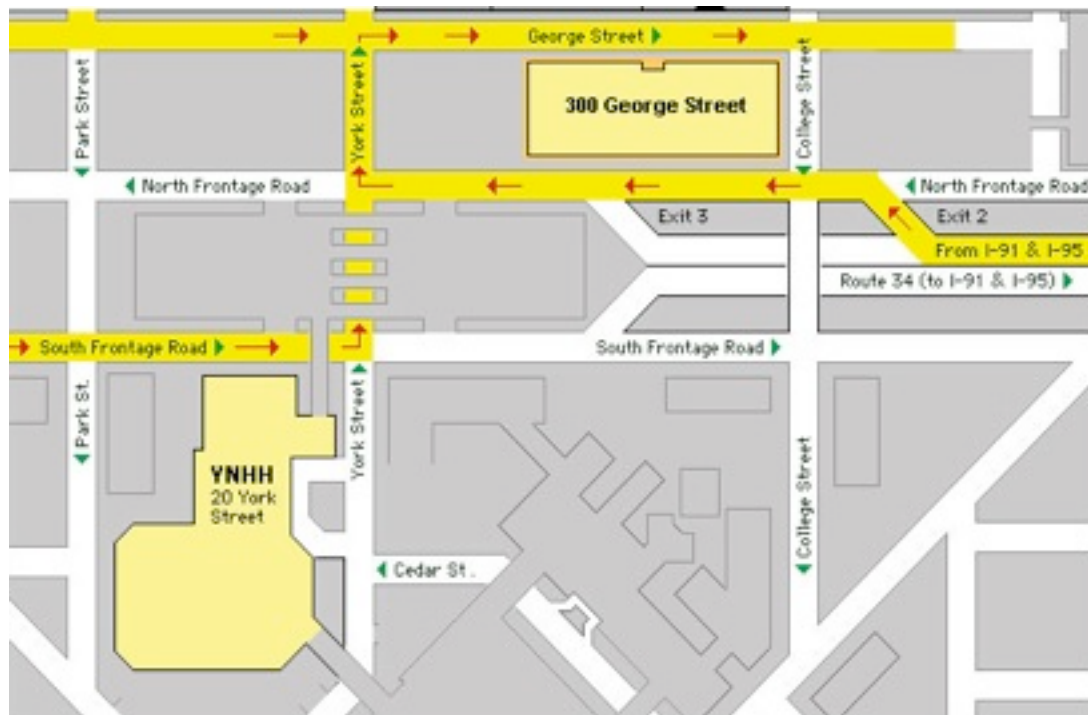 George Street
Park Street
York Street
300 George Street
College Street
North Frontage Road
North Frontage Road
Exit 3
Exit 2
From I-91 & I-95
Route 34 (to I-91 & I-95)
South Frontage Road
South Frontage Road
Park St.
York Street
College Street
YNHH
20 York
Street
Cedar St.